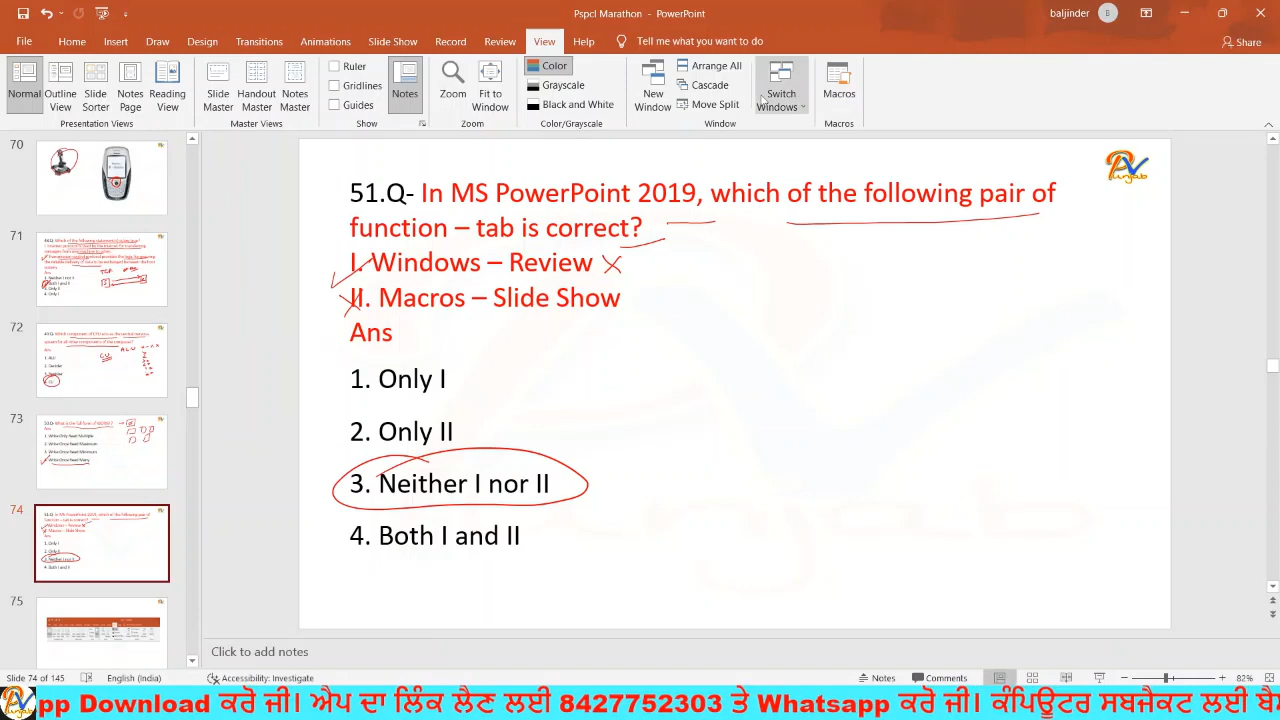 Pspcl Marathon - PowerPoint
baljinder
B
File Home Insert Draw Design Transitions Animations Slide Show Record Review View Help Tell me what you want to do
Share
Normal Outline View Slide Sorter Notes Page Reading View
Slide Master Handout Master Notes Master
Ruler
Gridlines
Guides
Notes
Zoom Fit to Window
Color
Grayscale
Black and White
New Window
Arrange All
Cascade
Move Split
Switch Windows
Macros
Presentation Views Master Views Show Zoom Color/Grayscale Window Macros
70
71
72
73
74
75
51.Q- In MS PowerPoint 2019, which of the following pair of
function – tab is correct?
I. Windows – Review
II. Macros – Slide Show
Ans
1. Only I
2. Only II
3. Neither I nor II
4. Both I and II
Punjab
Click to add notes
Slide 74 of 145 English (India) Accessibility: Investigate Notes Comments 82%
pp Download ਕਰੋ ਜੀ। ਐਪ ਦਾ ਲਿੰਕ ਲੈਣ ਲਈ 8427752303 ਤੇ Whatsapp ਕਰੋ ਜੀ। ਕੰਪਿਊਟਰ ਸਬਜੈਕਟ ਲਈ ਬੈ